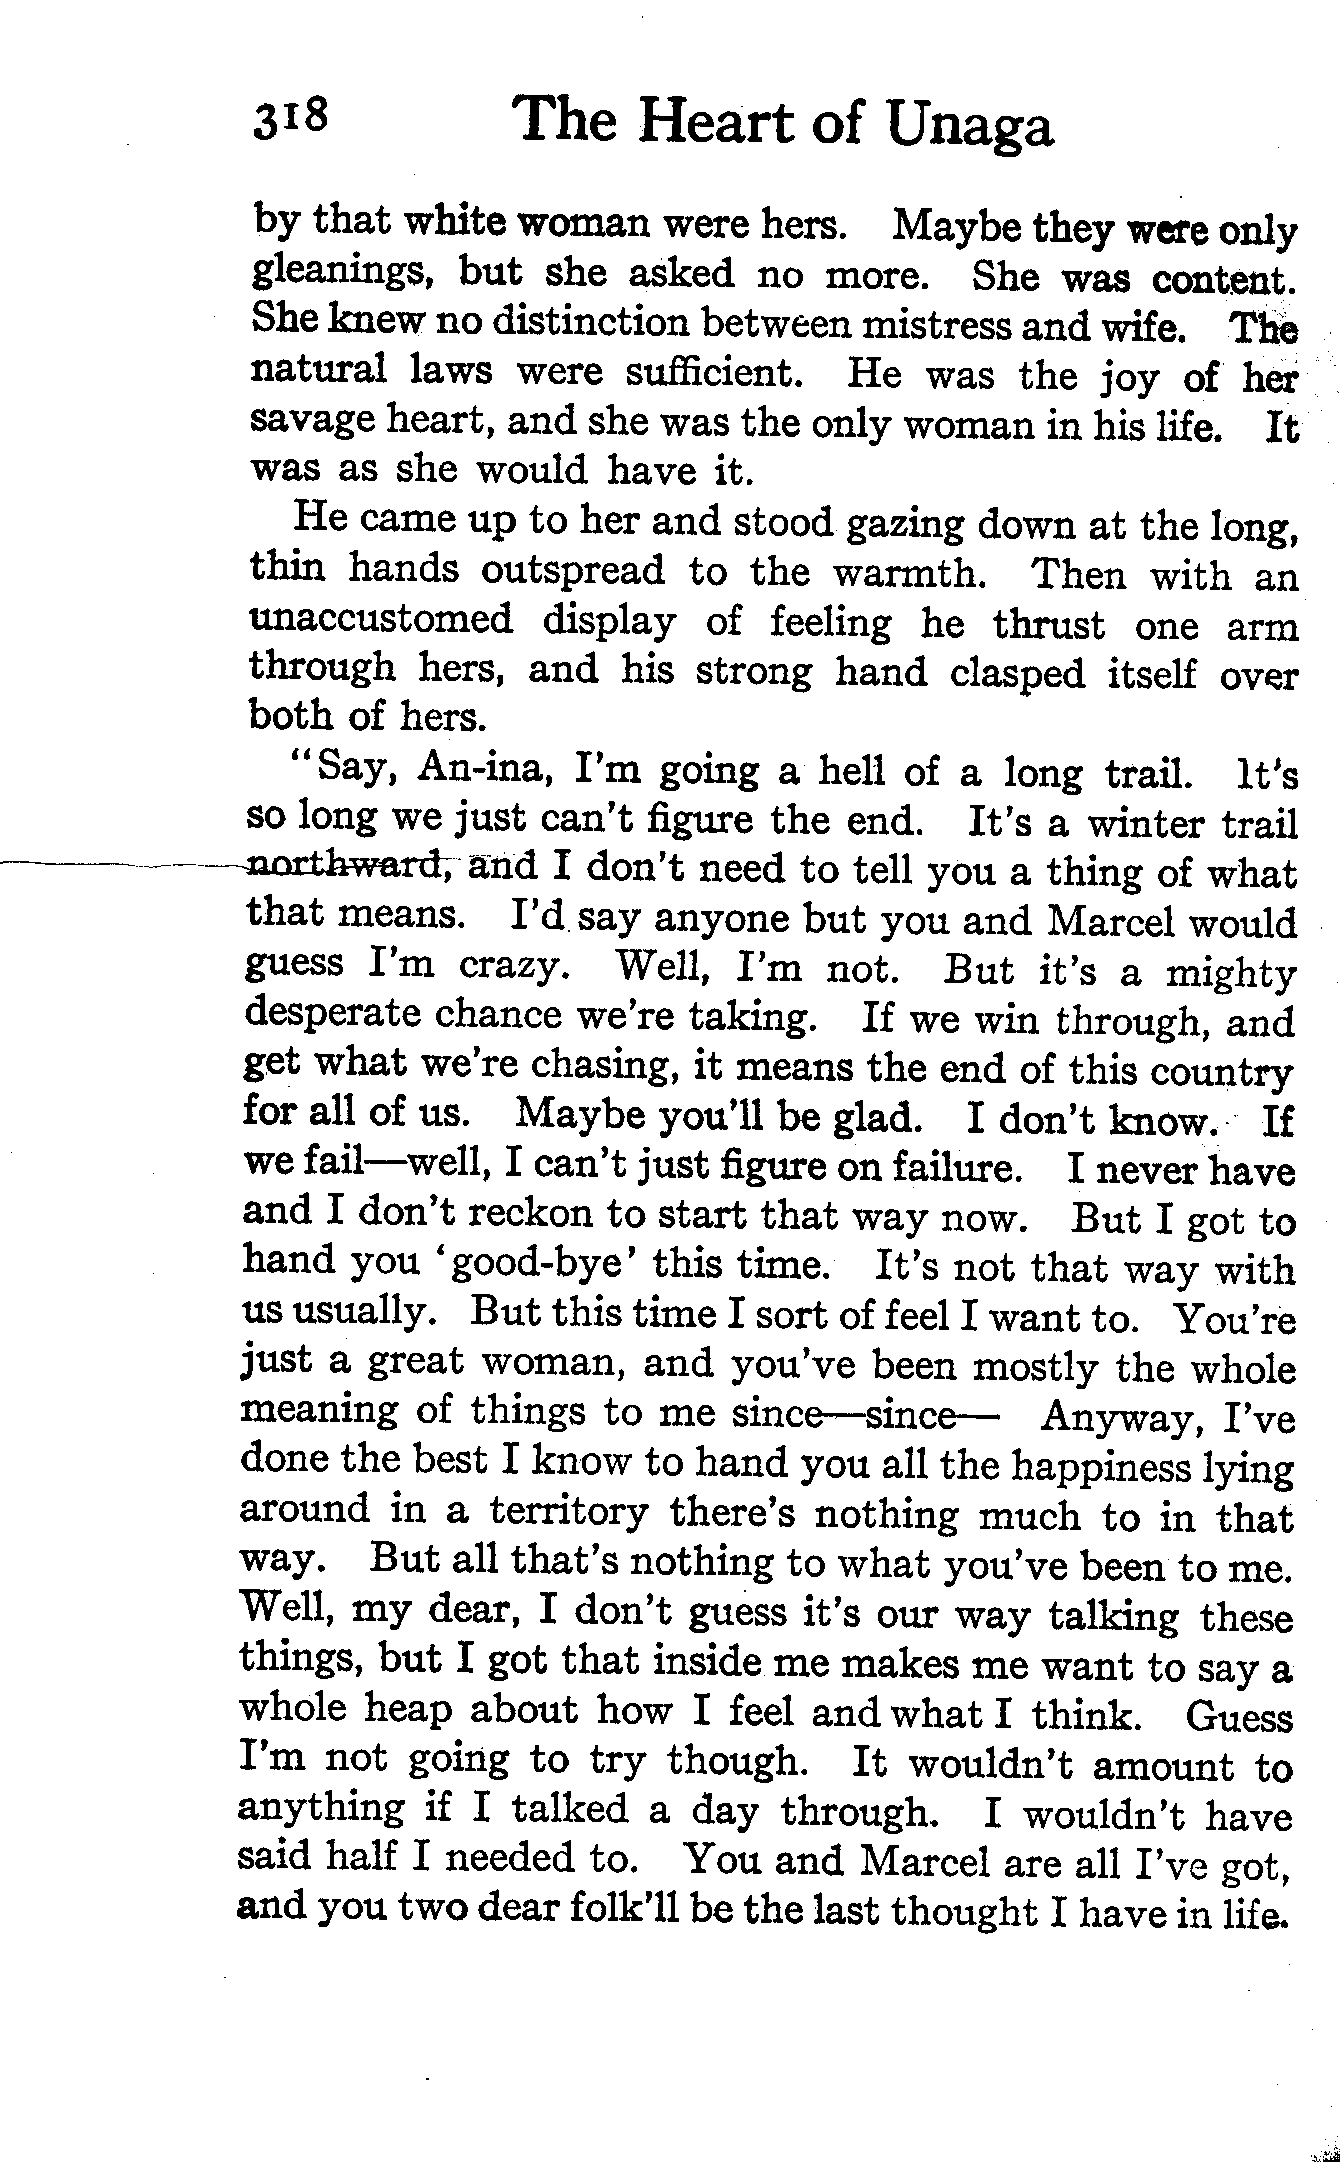 318 The Heart of Unaga
by that white woman were hers. Maybe they were only
gleanings, but she asked no more. She was content.
She knew no distinction between mistress and wife. The
natural laws were sufficient. He was the joy of her
savage heart, and she was the only woman in his life. It
was as she would have it.
He came up to her and stood gazing down at the long,
thin hands outspread to the warmth. Then with an
unaccustomed display of feeling he thrust one arm
through hers, and his strong hand clasped itself over
both of hers.
"Say, An-ina, I'm going a hell of a long trail. It's
so long we just can't figure the end. It's a winter trail
northward, and I don't need to tell you a thing of what
that means. I'd say anyone but you and Marcel would
guess I'm crazy. Well, I'm not. But it's a mighty
desperate chance we're taking. If we win through, and
get what we're chasing, it means the end of this country
for all of us. Maybe you'll be glad. I don't know. If
we fail—well, I can't just figure on failure. I never have
and I don't reckon to start that way now. But I got to
hand you 'good-bye' this time. It's not that way with
us usually. But this time I sort of feel I want to. You're
just a great woman, and you've been mostly the whole
meaning of things to me since—since— Anyway, I've
done the best I know to hand you all the happiness lying
around in a territory there's nothing much to in that
way. But all that's nothing to what you've been to me.
Well, my dear, I don't guess it's our way talking these
things, but I got that inside me makes me want to say a
whole heap about how I feel and what I think. Guess
I'm not going to try though. It wouldn't amount to
anything if I talked a day through. I wouldn't have
said half I needed to. You and Marcel are all I've got,
and you two dear folk'll be the last thought I have in life.